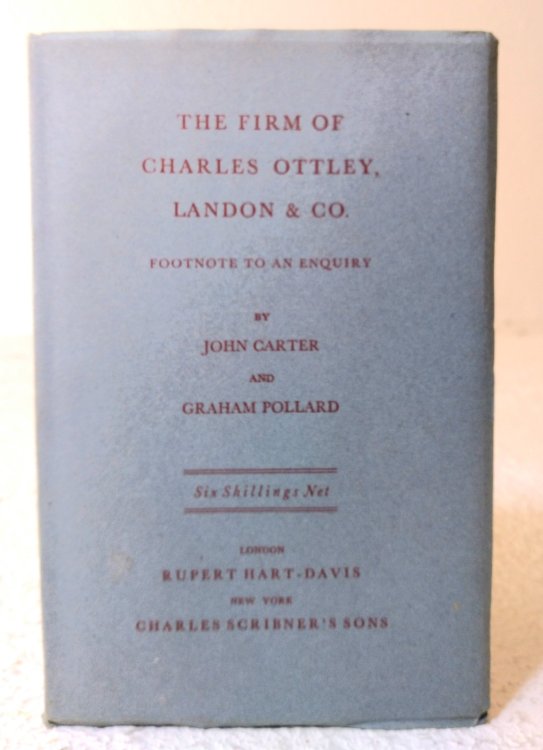 THE FIRM OF
CHARLES OTTLEY,
LANDON & CO.
FOOTNOTE TO AN ENQUIRY
BY
JOHN CARTER
AND
GRAHAM POLLARD
Six Shillings Net
LONDON
RUPERT HART-DAVIS
NEW YORK
CHARLES SCRIBNER'S SONS